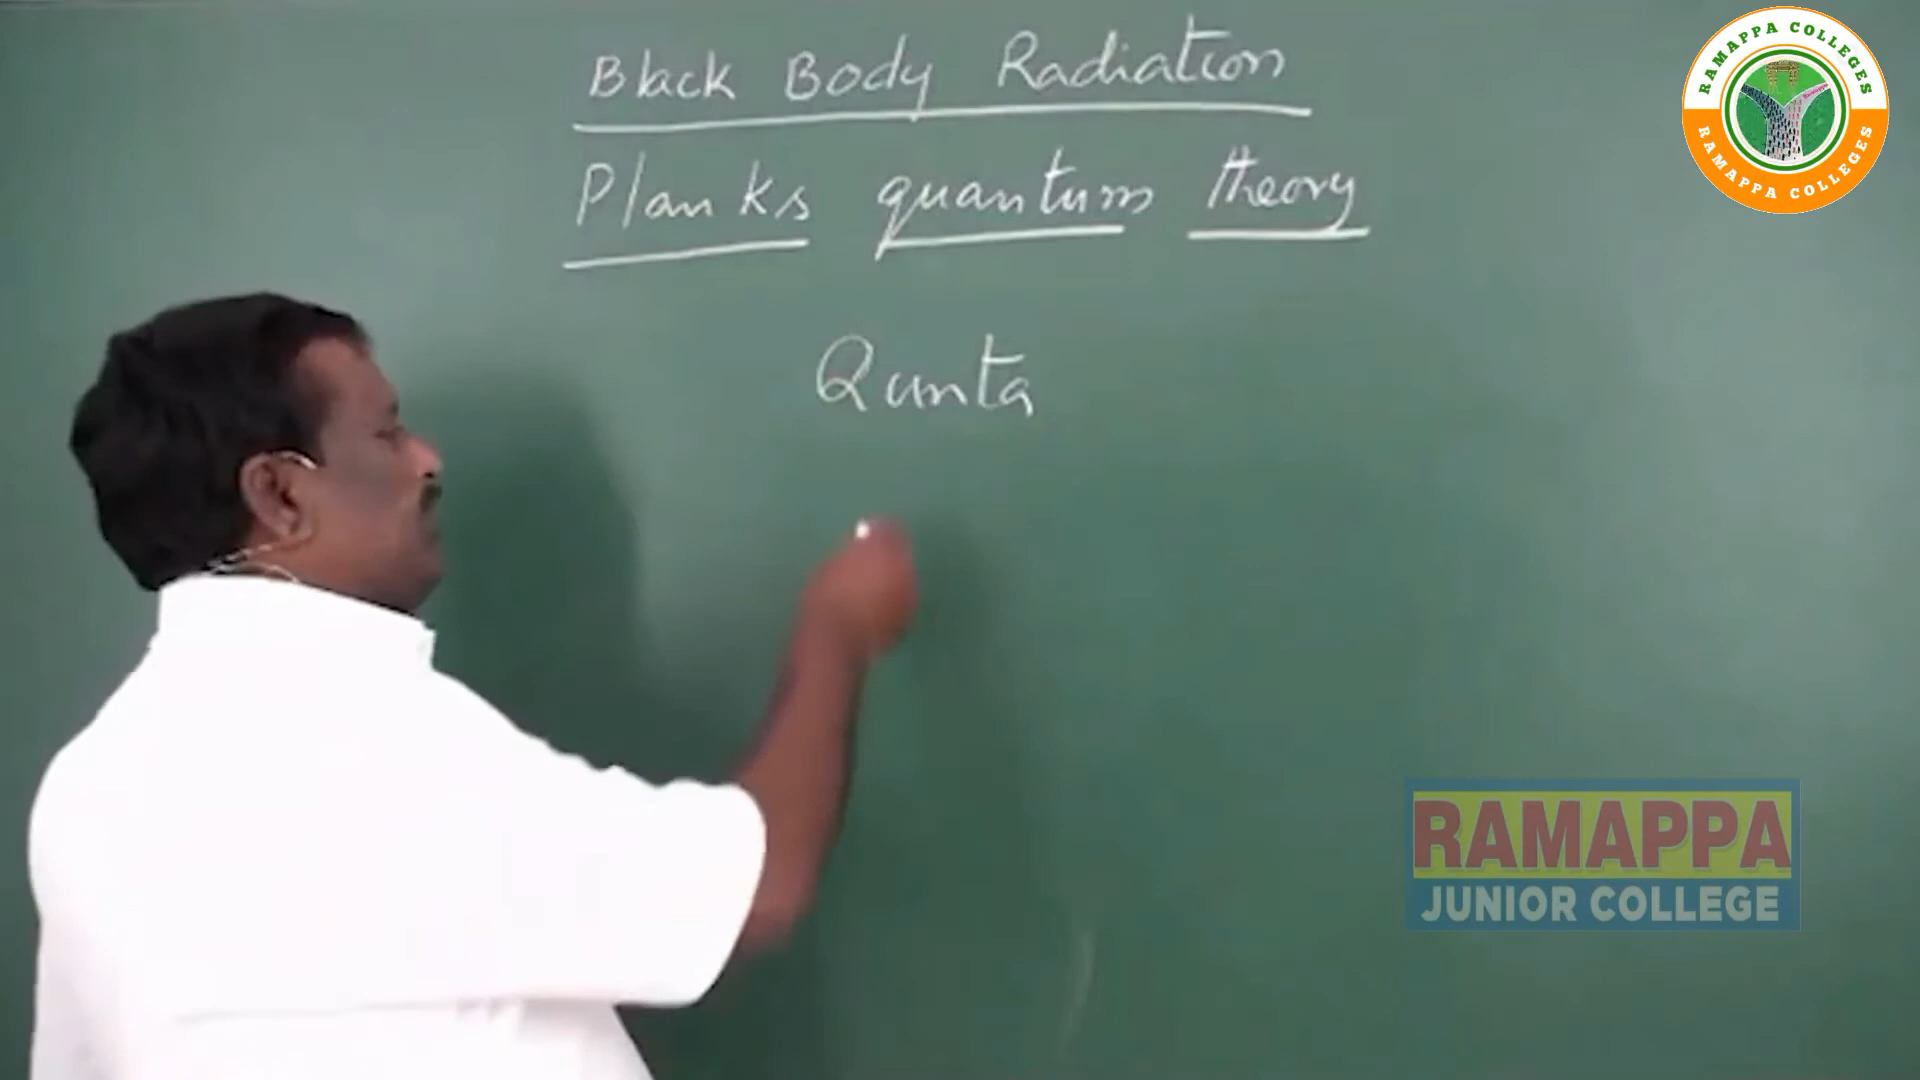 Black Body Radiation
Planks quantum theory
Qunta
RAMAPPA COLLEGES
RAMAPPA COLLEGES
RAMAPPA
JUNIOR COLLEGE